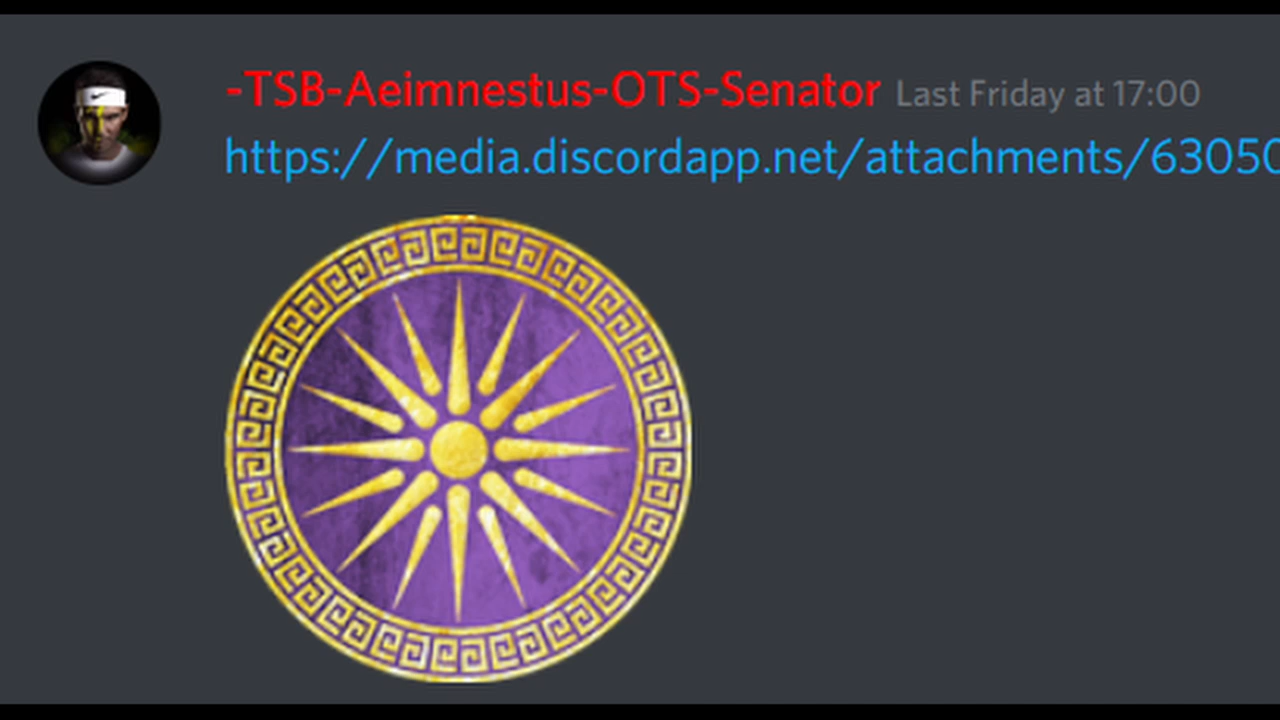 -TSB-Aeimnestus-OTS-Senator Last Friday at 17:00
https://media.discordapp.net/attachments/63050